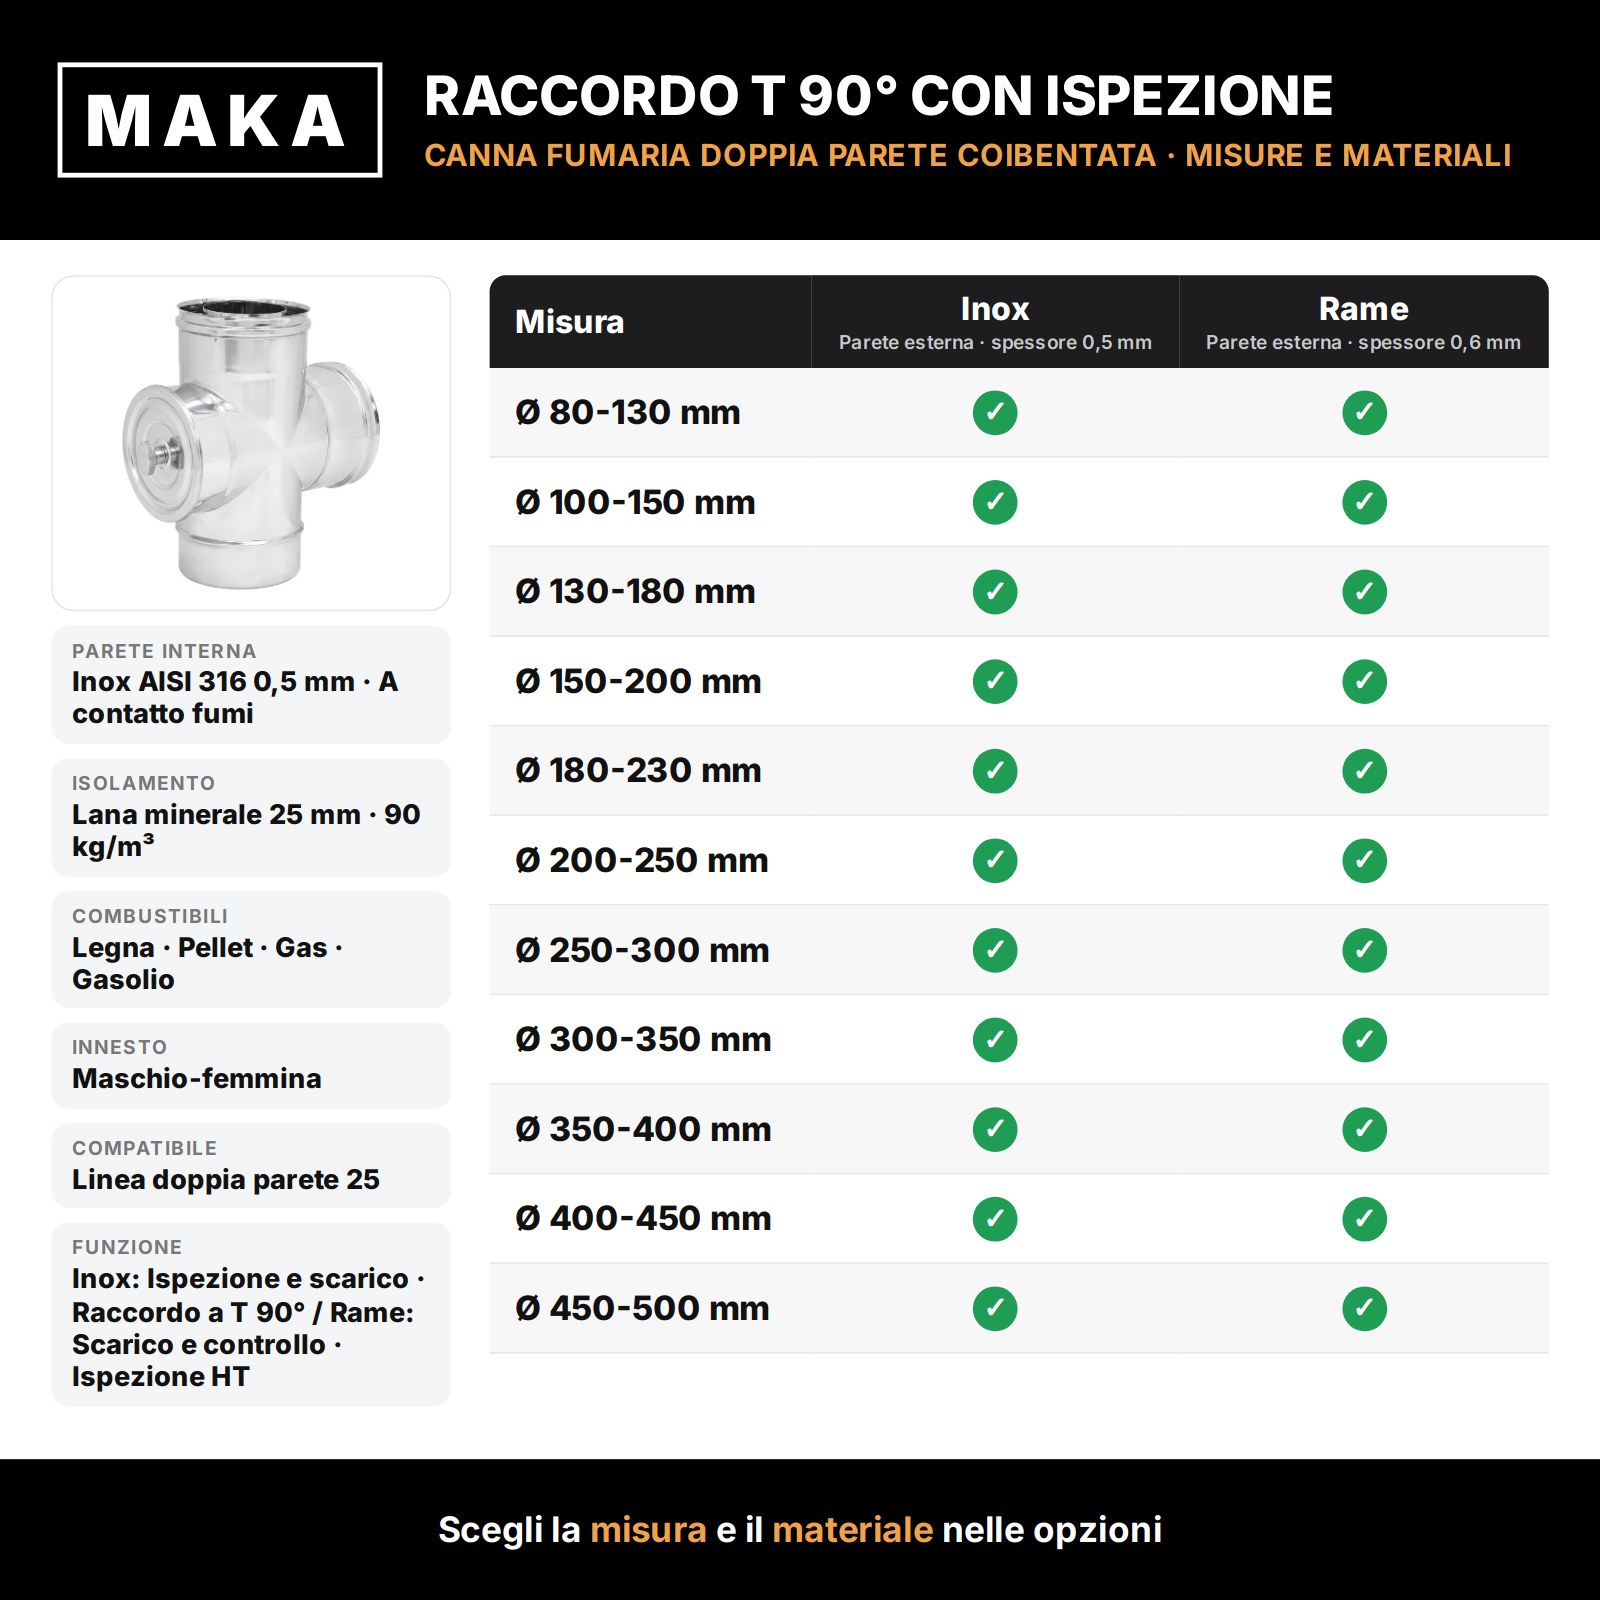 MAKA
RACCORDO T 90° CON ISPEZIONE
CANNA FUMARIA DOPPIA PARETE COIBENTATA · MISURE E MATERIALI
PARETE INTERNA
Inox AISI 316 0,5 mm · A
contatto fumi
ISOLAMENTO
Lana minerale 25 mm · 90
kg/m³
COMBUSTIBILI
Legna · Pellet · Gas ·
Gasolio
INNESTO
Maschio-femmina
COMPATIBILE
Linea doppia parete 25
FUNZIONE
Inox: Ispezione e scarico ·
Raccordo a T 90° / Rame:
Scarico e controllo ·
Ispezione HT
Misura
Inox
Parete esterna · spessore 0,5 mm
Rame
Parete esterna · spessore 0,6 mm
Ø 80-130 mm ✓ ✓
Ø 100-150 mm ✓ ✓
Ø 130-180 mm ✓ ✓
Ø 150-200 mm ✓ ✓
Ø 180-230 mm ✓ ✓
Ø 200-250 mm ✓ ✓
Ø 250-300 mm ✓ ✓
Ø 300-350 mm ✓ ✓
Ø 350-400 mm ✓ ✓
Ø 400-450 mm ✓ ✓
Ø 450-500 mm ✓ ✓
Scegli la misura e il materiale nelle opzioni